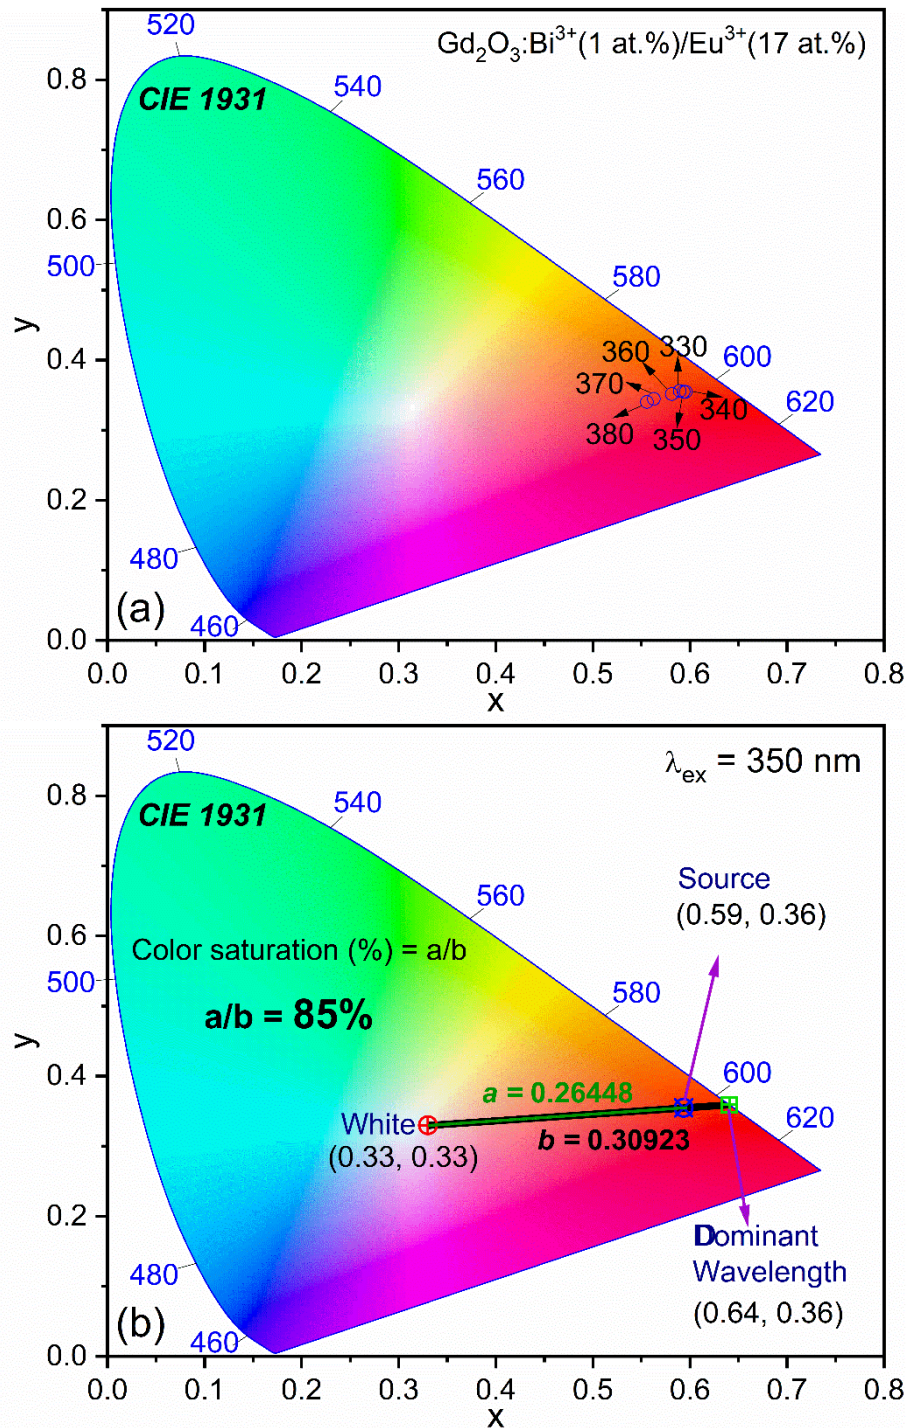 Gd₂O₃:Bi³⁺(1 at.%)/Eu³⁺(17 at.%)
CIE 1931
520
540
560
580
600
620
500
480
460
360
330
370
340
380
350
(a)
y
0.8
0.6
0.4
0.2
0.0
0.0 0.1 0.2 0.3 0.4 0.5 0.6 0.7 0.8
x
λex = 350 nm
CIE 1931
520
540
560
580
600
620
500
480
460
Source
(0.59, 0.36)
Color saturation (%) = a/b
a/b = 85%
a = 0.26448
White
(0.33, 0.33)
b = 0.30923
Dominant
Wavelength
(0.64, 0.36)
(b)
y
0.8
0.6
0.4
0.2
0.0
0.0 0.1 0.2 0.3 0.4 0.5 0.6 0.7 0.8
x